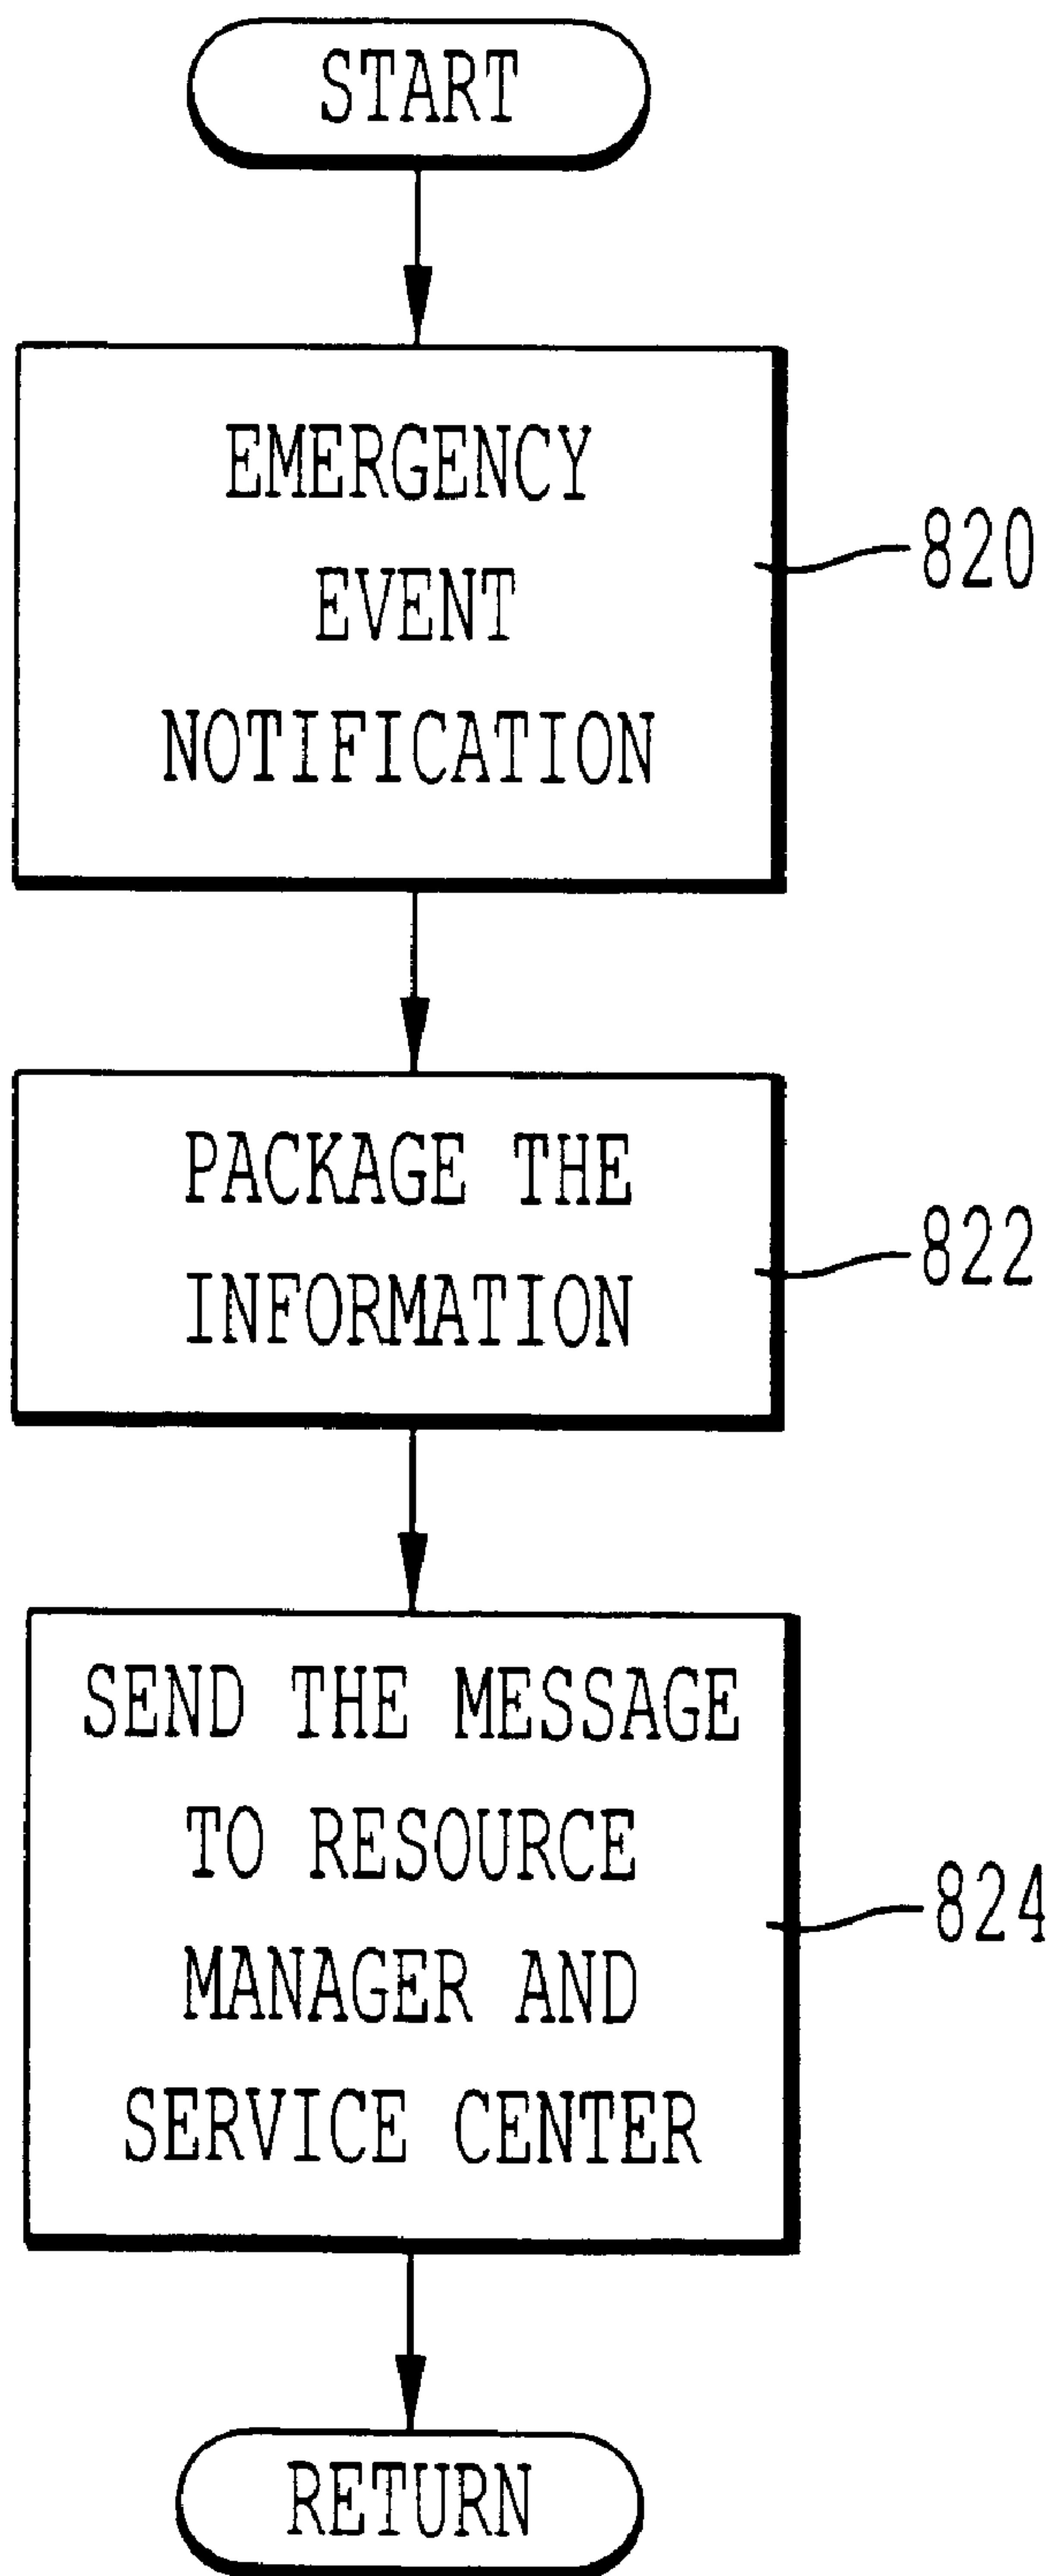 START
EMERGENCY
EVENT
NOTIFICATION
820
PACKAGE THE
INFORMATION
822
SEND THE MESSAGE
TO RESOURCE
MANAGER AND
SERVICE CENTER
824
RETURN